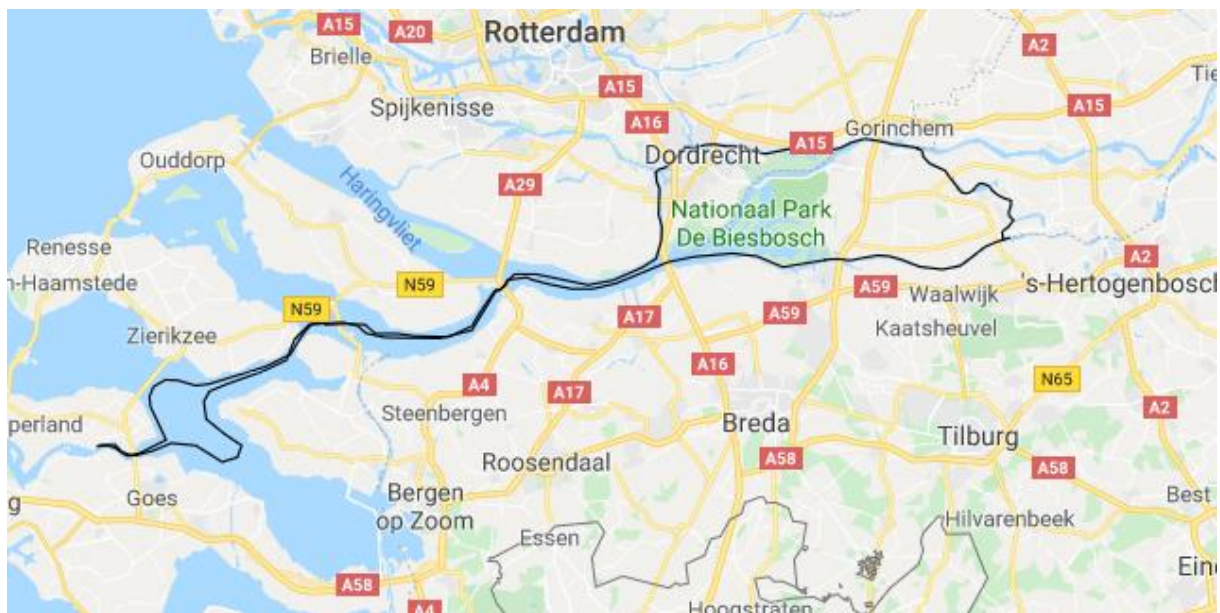 A15
A20
Rotterdam
A2
Brielle
Tie
A15
A15
Spijkenisse
A16
Gorinchem
A15
Dordrecht
Ouddorp
Haringvliet
A29
Nationaal Park
De Biesbosch
Renesse
n-Haamstede
A2
N59
A59
's-Hertogenbosch
N59
Waalwijk
Zierikzee
A17
A59
Kaatsheuvel
A16
A4
N65
A17
A2
Steenbergen
perland
Breda
Tilburg
Roosendaal
A58
A58
Goes
g
Bergen
op Zoom
Best
Hilvarenbeek
Essen
Eind
A58
A4
Hoogstraten